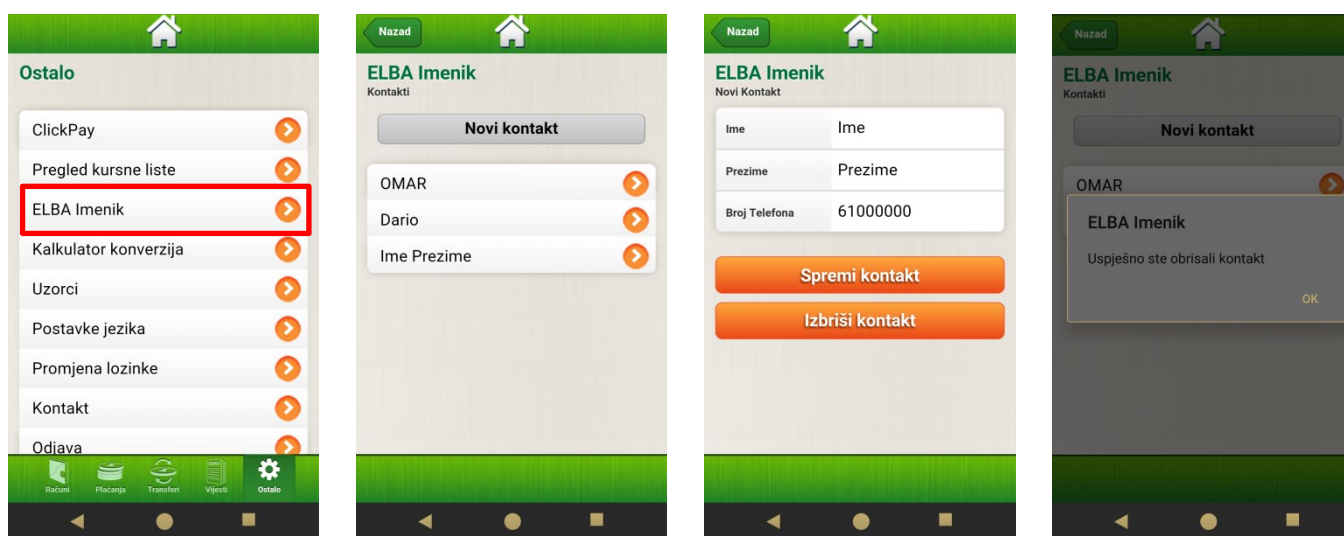 Ostalo
ClickPay
Pregled kursne liste
ELBA Imenik
Kalkulator konverzija
Uzorci
Postavke jezika
Promjena lozinke
Kontakt
Odjava
Računi Plaćanja Transferi Vijesti Ostalo
Nazad
ELBA Imenik
Kontakti
Novi kontakt
OMAR
Dario
Ime Prezime
Nazad
ELBA Imenik
Novi Kontakt
Ime Ime
Prezime Prezime
Broj Telefona 61000000
Spremi kontakt
Izbriši kontakt
Nazad
ELBA Imenik
Kontakti
Novi kontakt
OMAR
ELBA Imenik
Uspješno ste obrisali kontakt
OK